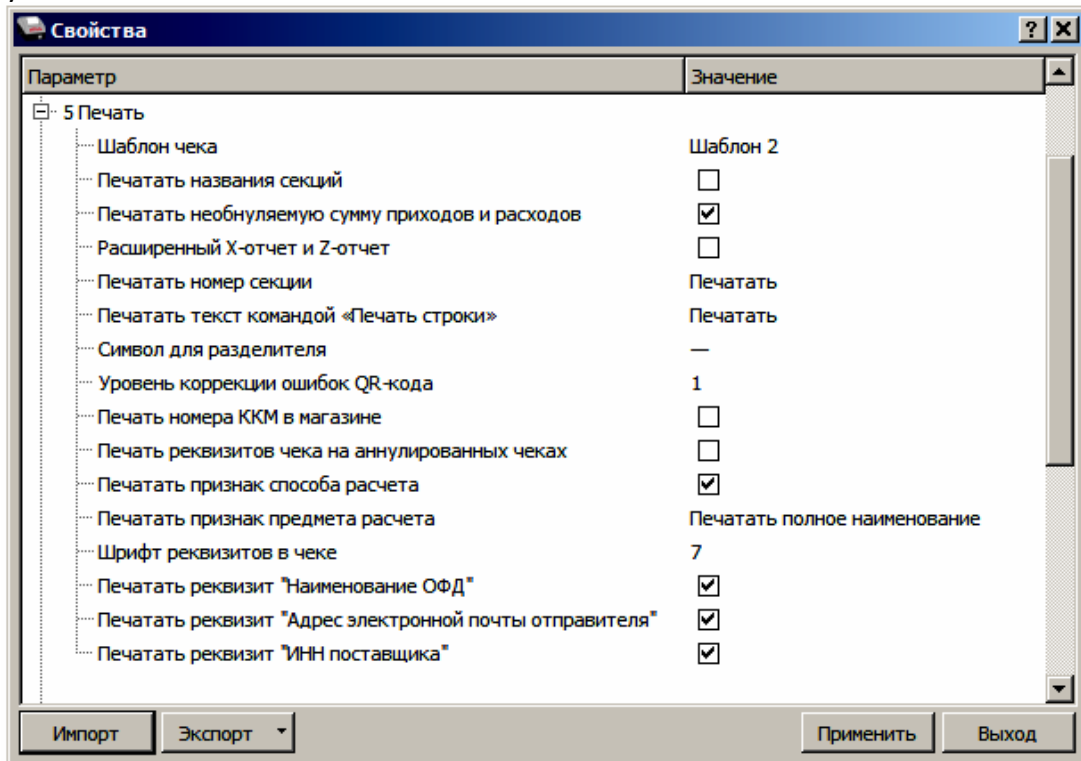 Свойства
Параметр Значение
5 Печать
Шаблон чека Шаблон 2
Печатать названия секций
Печатать необнуляемую сумму приходов и расходов
Расширенный X-отчет и Z-отчет
Печатать номер секции Печатать
Печатать текст командой «Печать строки» Печатать
Символ для разделителя —
Уровень коррекции ошибок QR-кода 1
Печать номера ККМ в магазине
Печать реквизитов чека на аннулированных чеках
Печатать признак способа расчета
Печатать признак предмета расчета Печатать полное наименование
Шрифт реквизитов в чеке 7
Печатать реквизит "Наименование ОФД"
Печатать реквизит "Адрес электронной почты отправителя"
Печатать реквизит "ИНН поставщика"
Импорт Экспорт Применить Выход